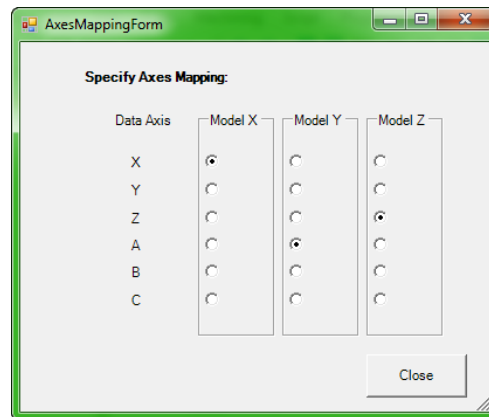 AxesMappingForm
Specify Axes Mapping:
Data Axis Model X Model Y Model Z
X
Y
Z
A
B
C
Close